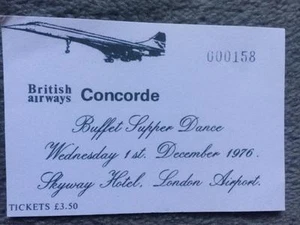 000158
British
airways Concorde
Buffet Supper Dance
Wednesday 1st. December 1976.
Skyway Hotel, London Airport.
TICKETS £3.50